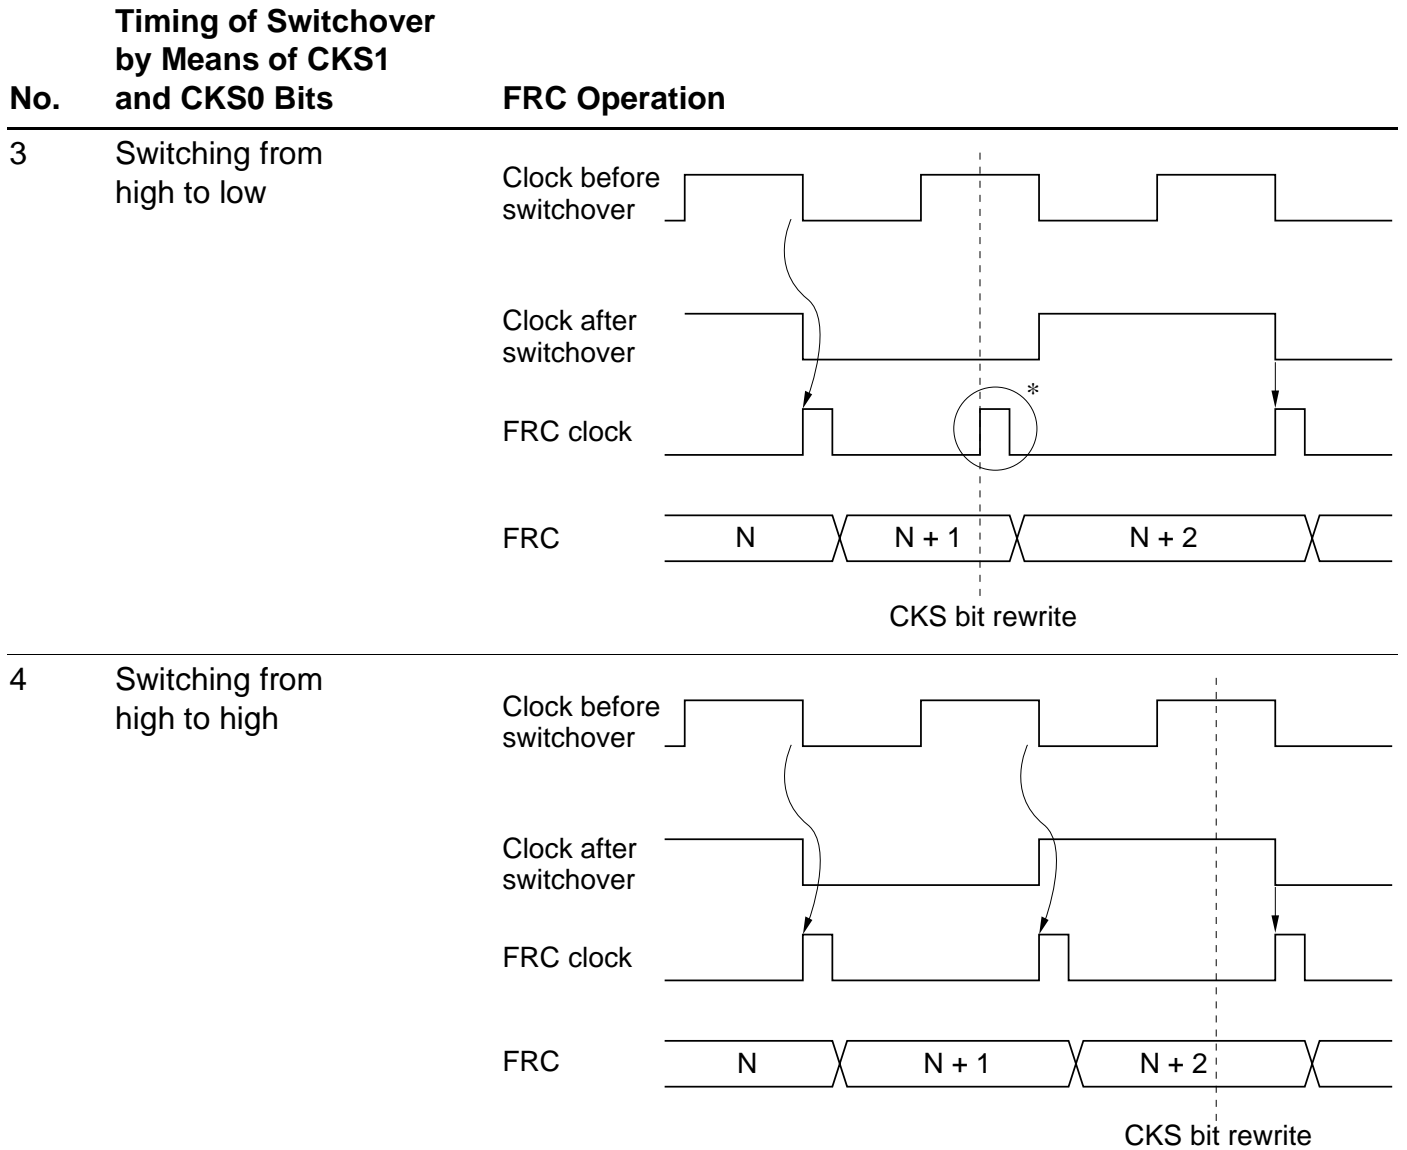 Timing of Switchover
by Means of CKS1
No. and CKS0 Bits FRC Operation
3 Switching from
high to low
Clock before
switchover
Clock after
switchover
*
FRC clock
FRC N N + 1 N + 2
CKS bit rewrite
4 Switching from
high to high
Clock before
switchover
Clock after
switchover
FRC clock
FRC N N + 1 N + 2
CKS bit rewrite